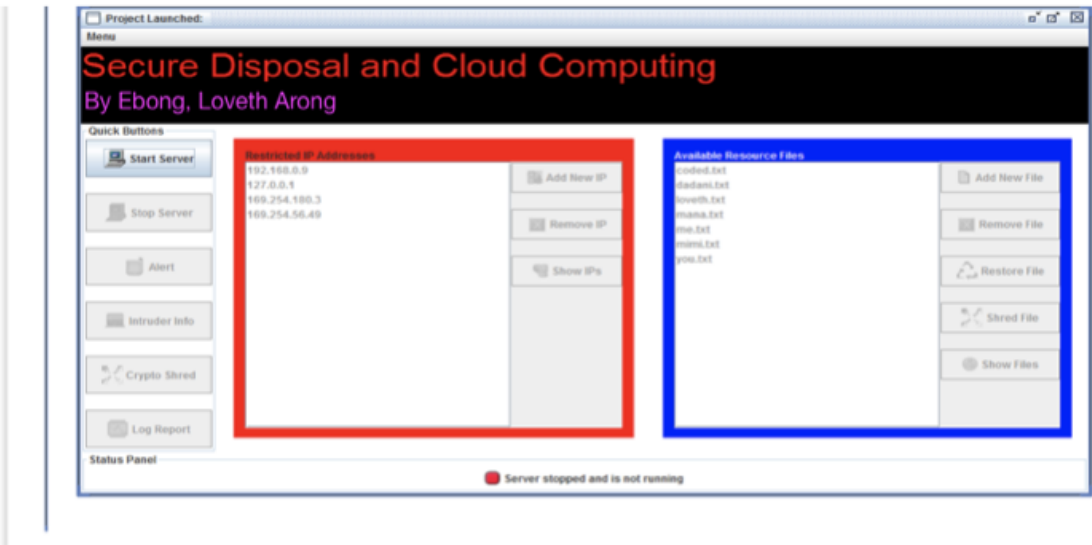 Project Launched:
Menu
Secure Disposal and Cloud Computing
By Ebong, Loveth Arong
Quick Buttons
Start Server
Stop Server
Alert
Intruder Info
Crypto Shred
Log Report
Restricted IP Addresses
192.168.0.9
127.0.0.1
169.254.180.3
169.254.56.49
Add New IP
Remove IP
Show IPs
Available Resource Files
coded.txt
dadani.txt
loveth.txt
mana.txt
me.txt
mimi.txt
you.txt
Add New File
Remove File
Restore File
Shred File
Show Files
Status Panel
Server stopped and is not running